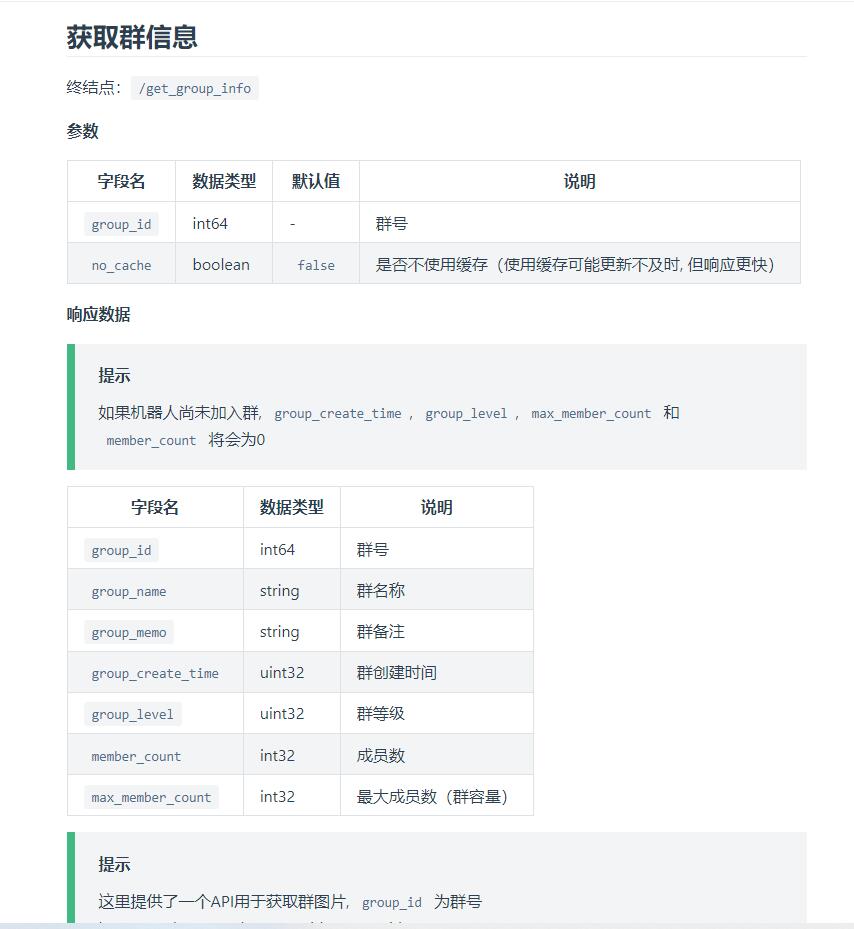 获取群信息
终结点： /get_group_info
参数
字段名 数据类型 默认值 说明
group_id int64 - 群号
no_cache boolean false 是否不使用缓存（使用缓存可能更新不及时, 但响应更快）
响应数据
提示
如果机器人尚未加入群, group_create_time , group_level , max_member_count 和
member_count 将会为0
字段名 数据类型 说明
group_id int64 群号
group_name string 群名称
group_memo string 群备注
group_create_time uint32 群创建时间
group_level uint32 群等级
member_count int32 成员数
max_member_count int32 最大成员数（群容量）
提示
这里提供了一个API用于获取群图片, group_id 为群号